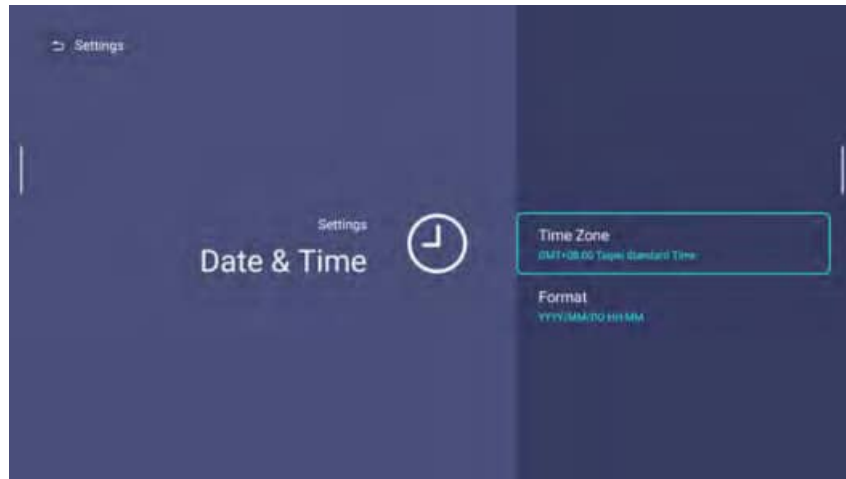 Settings
Settings
Date & Time
Time Zone
GMT+08:00 Taipei Standard Time
Format
YYYY/MM/DD HH:MM